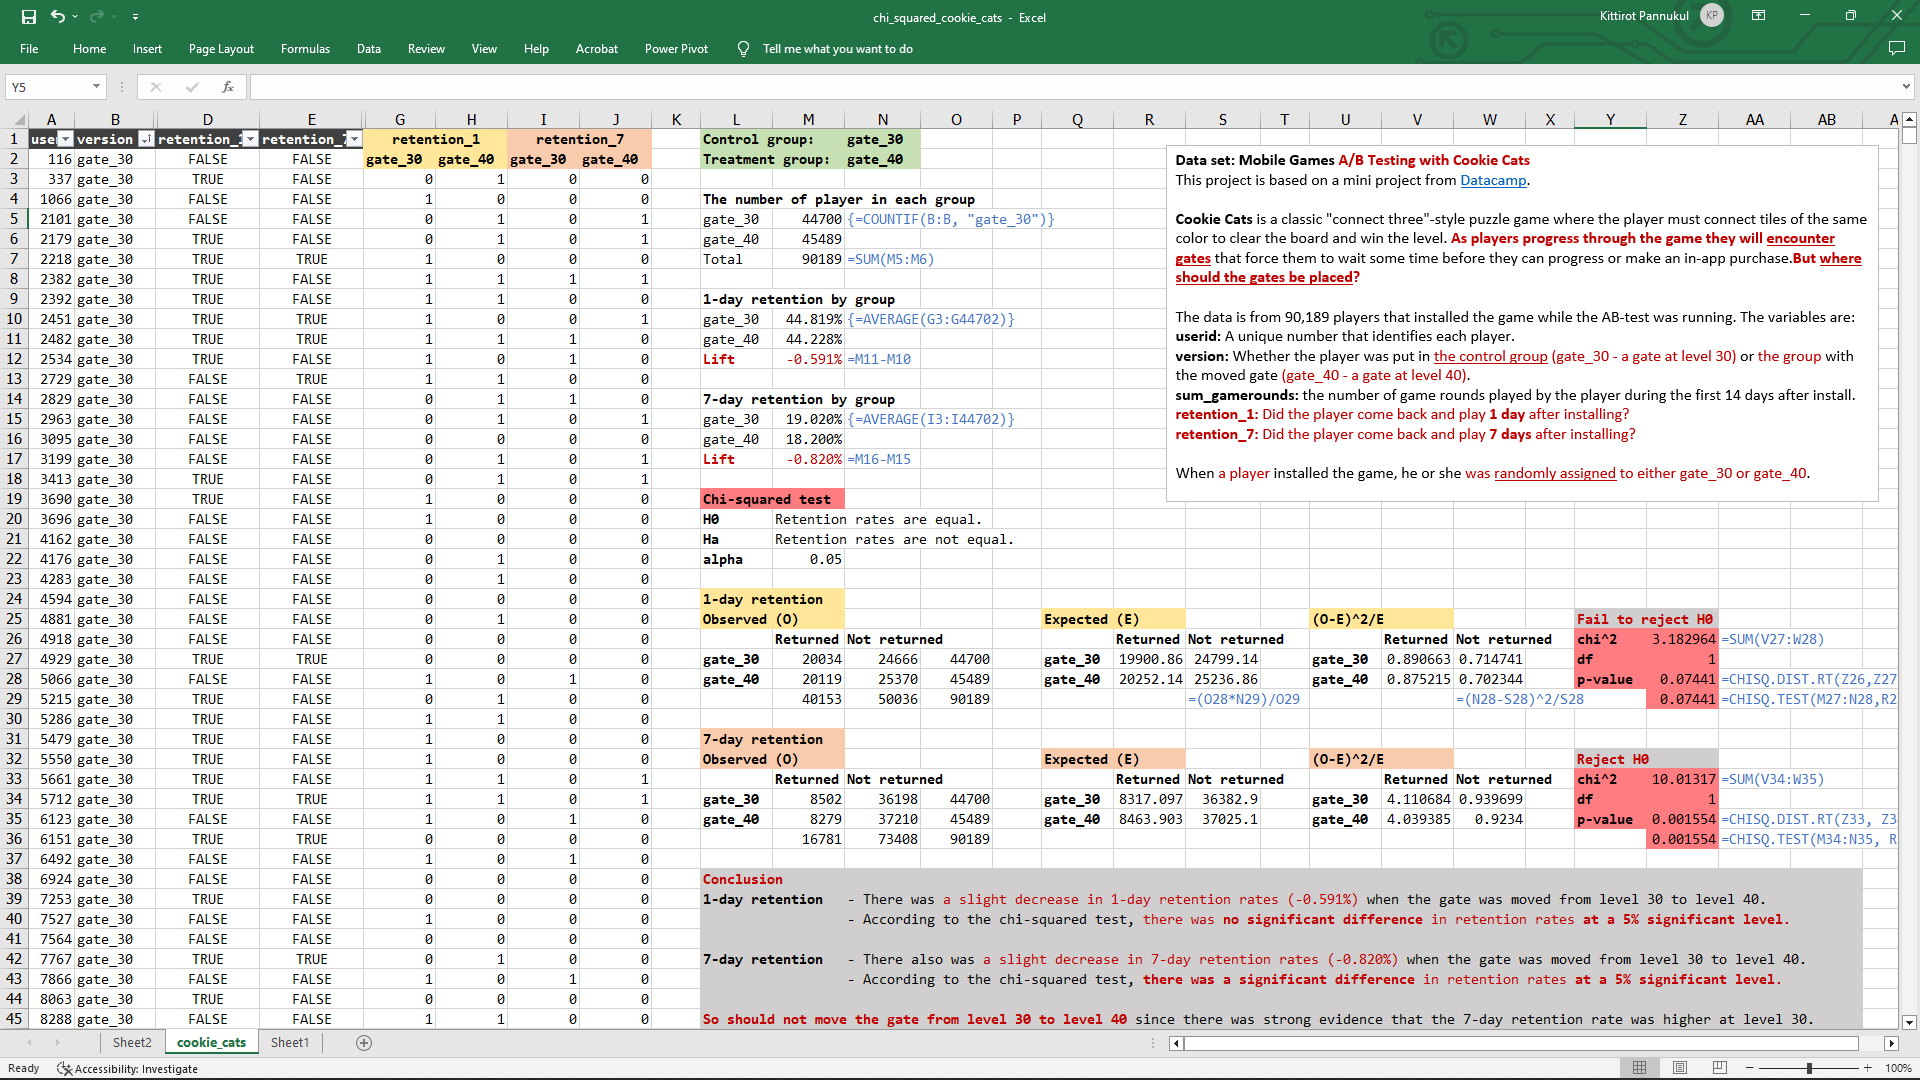 chi_squared_cookie_cats - Excel
Kittirot Pannukul KP
File Home Insert Page Layout Formulas Data Review View Help Acrobat Power Pivot Tell me what you want to do
Y5 fx
A B D E G H I J K L M N O P Q R S T U V W X Y Z AA AB
1 use version retention_1 retention_7 retention_1 retention_7 Control group: gate_30
2 116 gate_30 FALSE FALSE gate_30 gate_40 gate_30 gate_40 Treatment group: gate_40
3 337 gate_30 TRUE FALSE 0 1 0 0
4 1066 gate_30 FALSE FALSE 1 0 0 0 The number of player in each group
5 2101 gate_30 FALSE FALSE 0 1 0 1 gate_30 44700 {=COUNTIF(B:B, "gate_30")}
6 2179 gate_30 TRUE FALSE 0 1 0 1 gate_40 45489
7 2218 gate_30 TRUE TRUE 1 0 0 0 Total 90189 =SUM(M5:M6)
8 2382 gate_30 TRUE FALSE 1 1 1 1
9 2392 gate_30 TRUE FALSE 1 1 0 0 1-day retention by group
10 2451 gate_30 TRUE TRUE 1 0 0 1 gate_30 44.819% {=AVERAGE(G3:G44702)}
11 2482 gate_30 TRUE TRUE 1 1 1 0 gate_40 44.228%
12 2534 gate_30 TRUE FALSE 1 0 1 0 Lift -0.591% =M11-M10
13 2729 gate_30 FALSE TRUE 1 1 0 0
14 2829 gate_30 FALSE FALSE 0 1 1 0 7-day retention by group
15 2963 gate_30 FALSE FALSE 0 1 0 1 gate_30 19.020% {=AVERAGE(I3:I44702)}
16 3095 gate_30 FALSE FALSE 0 0 0 0 gate_40 18.200%
17 3199 gate_30 FALSE FALSE 0 1 0 1 Lift -0.820% =M16-M15
18 3413 gate_30 TRUE FALSE 0 1 0 1
19 3690 gate_30 TRUE FALSE 1 0 0 0 Chi-squared test
20 3696 gate_30 FALSE FALSE 1 0 0 0 H0 Retention rates are equal.
21 4162 gate_30 FALSE FALSE 0 0 0 0 Ha Retention rates are not equal.
22 4176 gate_30 FALSE FALSE 0 1 0 0 alpha 0.05
23 4283 gate_30 FALSE FALSE 0 1 0 0
24 4594 gate_30 FALSE FALSE 0 0 0 0 1-day retention
25 4881 gate_30 FALSE FALSE 0 1 0 0 Observed (O) Expected (E) (O-E)^2/E Fail to reject H0
26 4918 gate_30 FALSE FALSE 0 0 0 0 Returned Not returned Returned Not returned Returned Not returned chi^2 3.182964 =SUM(V27:W28)
27 4929 gate_30 TRUE TRUE 0 0 0 0 gate_30 20034 24666 44700 gate_30 19900.86 24799.14 gate_30 0.890663 0.714741 df 1
28 5066 gate_30 TRUE FALSE 1 0 1 0 gate_40 20119 25370 45489 gate_40 20252.14 25236.86 gate_40 0.875215 0.702344 p-value 0.07441 =CHISQ.DIST.RT(Z26,Z27
29 5215 gate_30 TRUE FALSE 0 1 0 0 40153 50036 90189 =(O28*N29)/O29 =(N28-S28)^2/S28 0.07441 =CHISQ.TEST(M27:N28,R2
30 5286 gate_30 TRUE FALSE 1 1 0 0
31 5479 gate_30 TRUE FALSE 1 0 0 0 7-day retention
32 5550 gate_30 TRUE FALSE 1 0 0 0 Observed (O) Expected (E) (O-E)^2/E Reject H0
33 5661 gate_30 TRUE FALSE 1 1 0 1 Returned Not returned Returned Not returned Returned Not returned chi^2 10.01317 =SUM(V34:W35)
34 5712 gate_30 TRUE TRUE 1 1 0 1 gate_30 8502 36198 44700 gate_30 8317.097 36382.9 gate_30 4.110684 0.939699 df 1
35 6123 gate_30 FALSE FALSE 1 0 1 0 gate_40 8279 37210 45489 gate_40 8463.903 37025.1 gate_40 4.039385 0.9234 p-value 0.001554 =CHISQ.DIST.RT(Z33, Z3
36 6151 gate_30 TRUE TRUE 0 0 0 0 16781 73408 90189 0.001554 =CHISQ.TEST(M34:N35, R
37 6492 gate_30 FALSE FALSE 1 0 1 0
38 6924 gate_30 FALSE FALSE 0 0 0 0 Conclusion
39 7253 gate_30 TRUE FALSE 0 0 0 0 1-day retention - There was a slight decrease in 1-day retention rates (-0.591%) when the gate was moved from level 30 to level 40.
40 7527 gate_30 FALSE FALSE 1 0 0 0 - According to the chi-squared test, there was no significant difference in retention rates at a 5% significant level.
41 7564 gate_30 FALSE FALSE 0 0 0 0
42 7767 gate_30 TRUE TRUE 0 1 0 0 7-day retention - There also was a slight decrease in 7-day retention rates (-0.820%) when the gate was moved from level 30 to level 40.
43 7866 gate_30 FALSE FALSE 1 0 1 0 - According to the chi-squared test, there was a significant difference in retention rates at a 5% significant level.
44 8063 gate_30 TRUE FALSE 0 0 0 0
45 8288 gate_30 FALSE FALSE 1 1 0 0 So should not move the gate from level 30 to level 40 since there was strong evidence that the 7-day retention rate was higher at level 30.
Data set: Mobile Games A/B Testing with Cookie Cats
This project is based on a mini project from Datacamp.
Cookie Cats is a classic "connect three"-style puzzle game where the player must connect tiles of the same
color to clear the board and win the level. As players progress through the game they will encounter
gates that force them to wait some time before they can progress or make an in-app purchase.But where
should the gates be placed?
The data is from 90,189 players that installed the game while the AB-test was running. The variables are:
userid: A unique number that identifies each player.
version: Whether the player was put in the control group (gate_30 - a gate at level 30) or the group with
the moved gate (gate_40 - a gate at level 40).
sum_gamerounds: the number of game rounds played by the player during the first 14 days after install.
retention_1: Did the player come back and play 1 day after installing?
retention_7: Did the player come back and play 7 days after installing?
When a player installed the game, he or she was randomly assigned to either gate_30 or gate_40.
Sheet2 cookie_cats Sheet1
Ready Accessibility: Investigate 100%